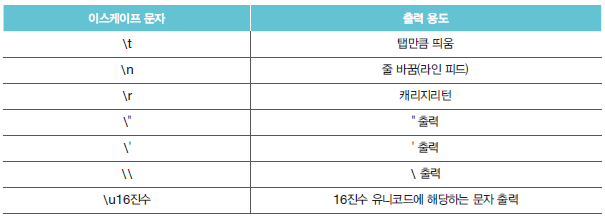 이스케이프 문자 출력 용도
\t 탭만큼 띄움
\n 줄 바꿈(라인 피드)
\r 캐리지리턴
\" " 출력
\' ' 출력
\\ \ 출력
\u16진수 16진수 유니코드에 해당하는 문자 출력